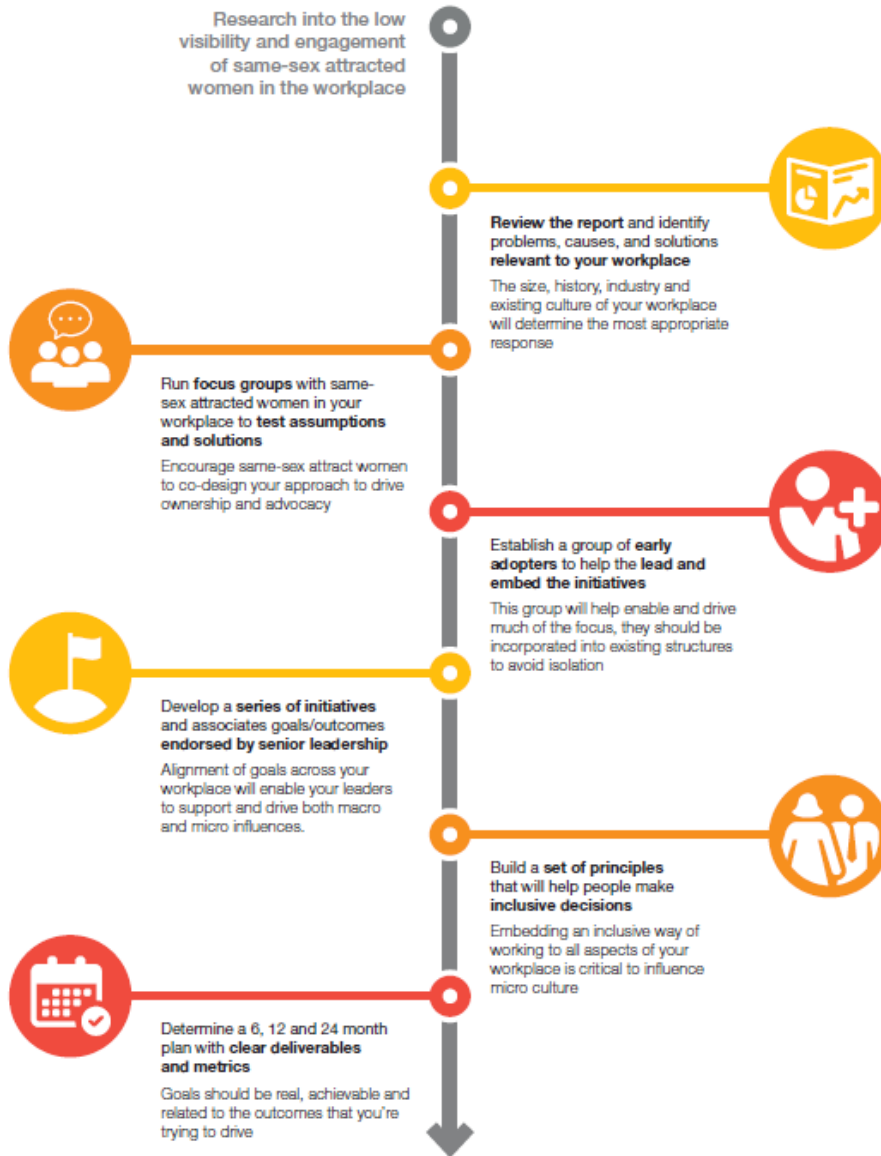 Research into the low
visibility and engagement
of same-sex attracted
women in the workplace
Review the report and identify
problems, causes, and solutions
relevant to your workplace
The size, history, industry and
existing culture of your workplace
will determine the most appropriate
response
Run focus groups with same-
sex attracted women in your
workplace to test assumptions
and solutions
Encourage same-sex attract women
to co-design your approach to drive
ownership and advocacy
Establish a group of early
adopters to help the lead and
embed the initiatives
This group will help enable and drive
much of the focus, they should be
incorporated into existing structures
to avoid isolation
Develop a series of initiatives
and associates goals/outcomes
endorsed by senior leadership
Alignment of goals across your
workplace will enable your leaders
to support and drive both macro
and micro influences.
Build a set of principles
that will help people make
inclusive decisions
Embedding an inclusive way of
working to all aspects of your
workplace is critical to influence
micro culture
Determine a 6, 12 and 24 month
plan with clear deliverables
and metrics
Goals should be real, achievable and
related to the outcomes that you're
trying to drive